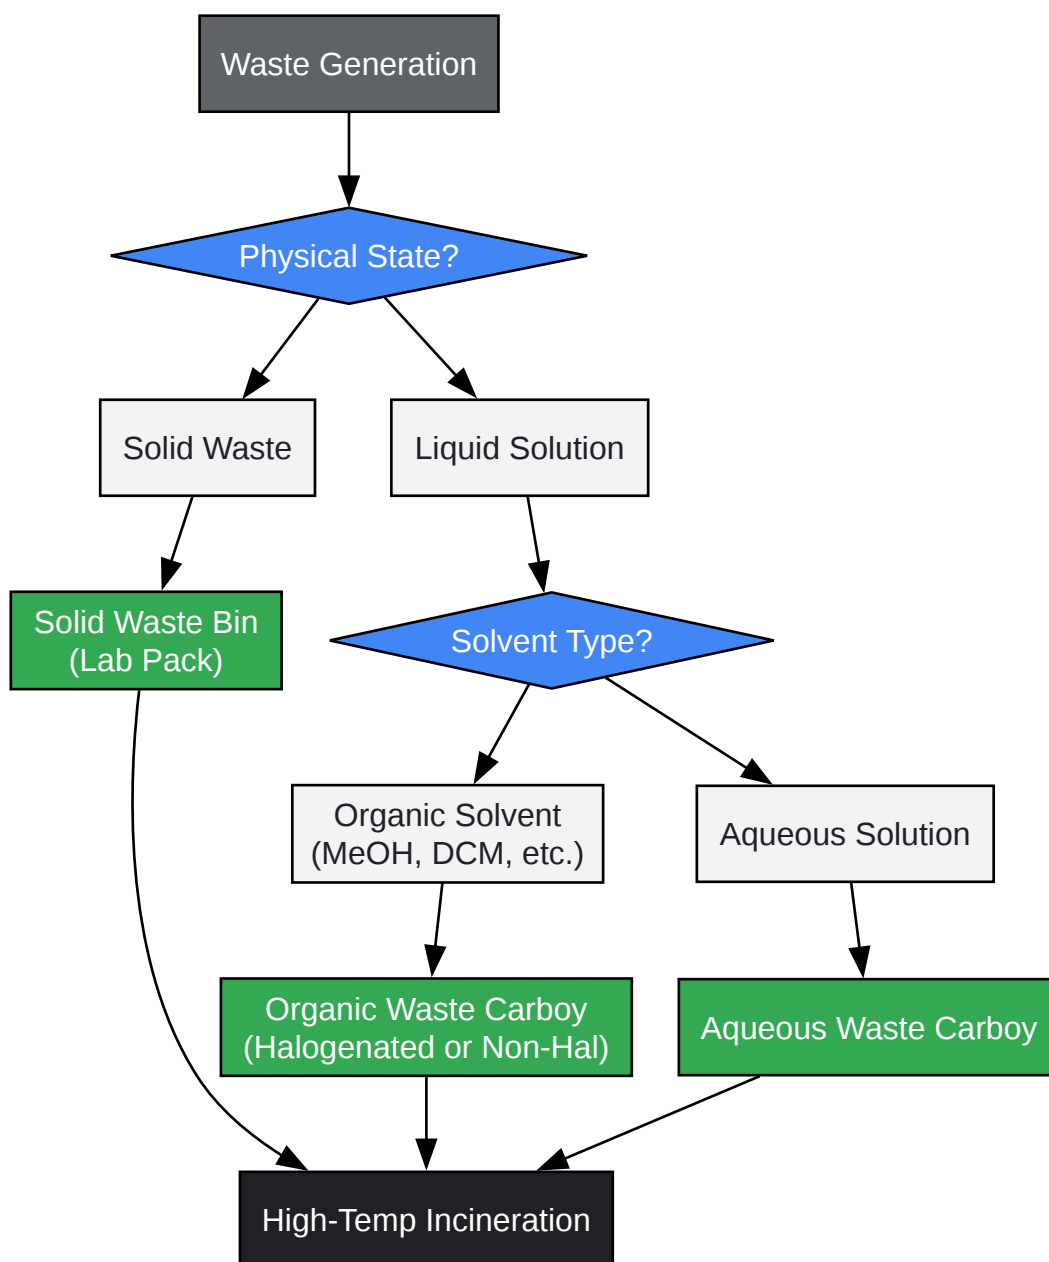 Waste Generation
Physical State?
Solid Waste
Liquid Solution
Solid Waste Bin
(Lab Pack)
Solvent Type?
Organic Solvent
(MeOH, DCM, etc.)
Aqueous Solution
Organic Waste Carboy
(Halogenated or Non-Hal)
Aqueous Waste Carboy
High-Temp Incineration